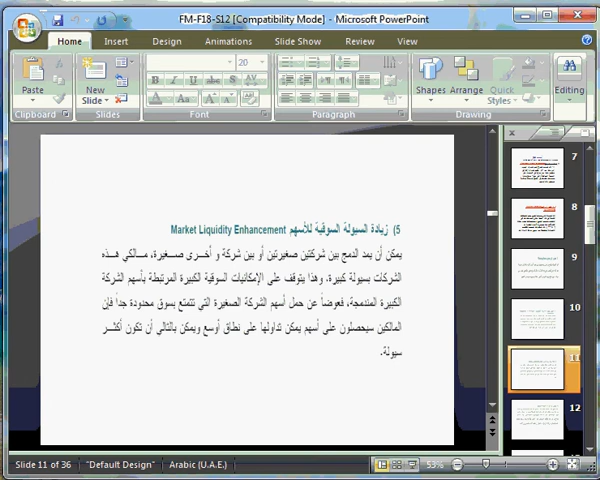 FM-F18-S12 [Compatibility Mode] - Microsoft PowerPoint
Home Insert Design Animations Slide Show Review View
Paste
New Slide
20
B I U S
Shapes Arrange Quick Styles
Editing
Clipboard Slides Font Paragraph Drawing
5) زيادة السيولة السوقية للأسهم Market Liquidity Enhancement
يمكن أن يمد الدمج بين شركتين صغيرتين أو بين شركة و أخرى صغيرة، مالكي هذه
الشركات بسيولة كبيرة. وهذا يتوقف على الإمكانيات السوقية الكبيرة المرتبطة بأسهم الشركة
الكبيرة المندمجة، فعوضاً عن حمل أسهم الشركة الصغيرة التي تتمتع بسوق محدودة جداً فإن
المالكين سيحصلون على أسهم يمكن تداولها على نطاق أوسع ويمكن بالتالي أن تكون أكثر
سيولة.
7
8
9
10
11
12
Slide 11 of 36 "Default Design" Arabic (U.A.E.) 53%